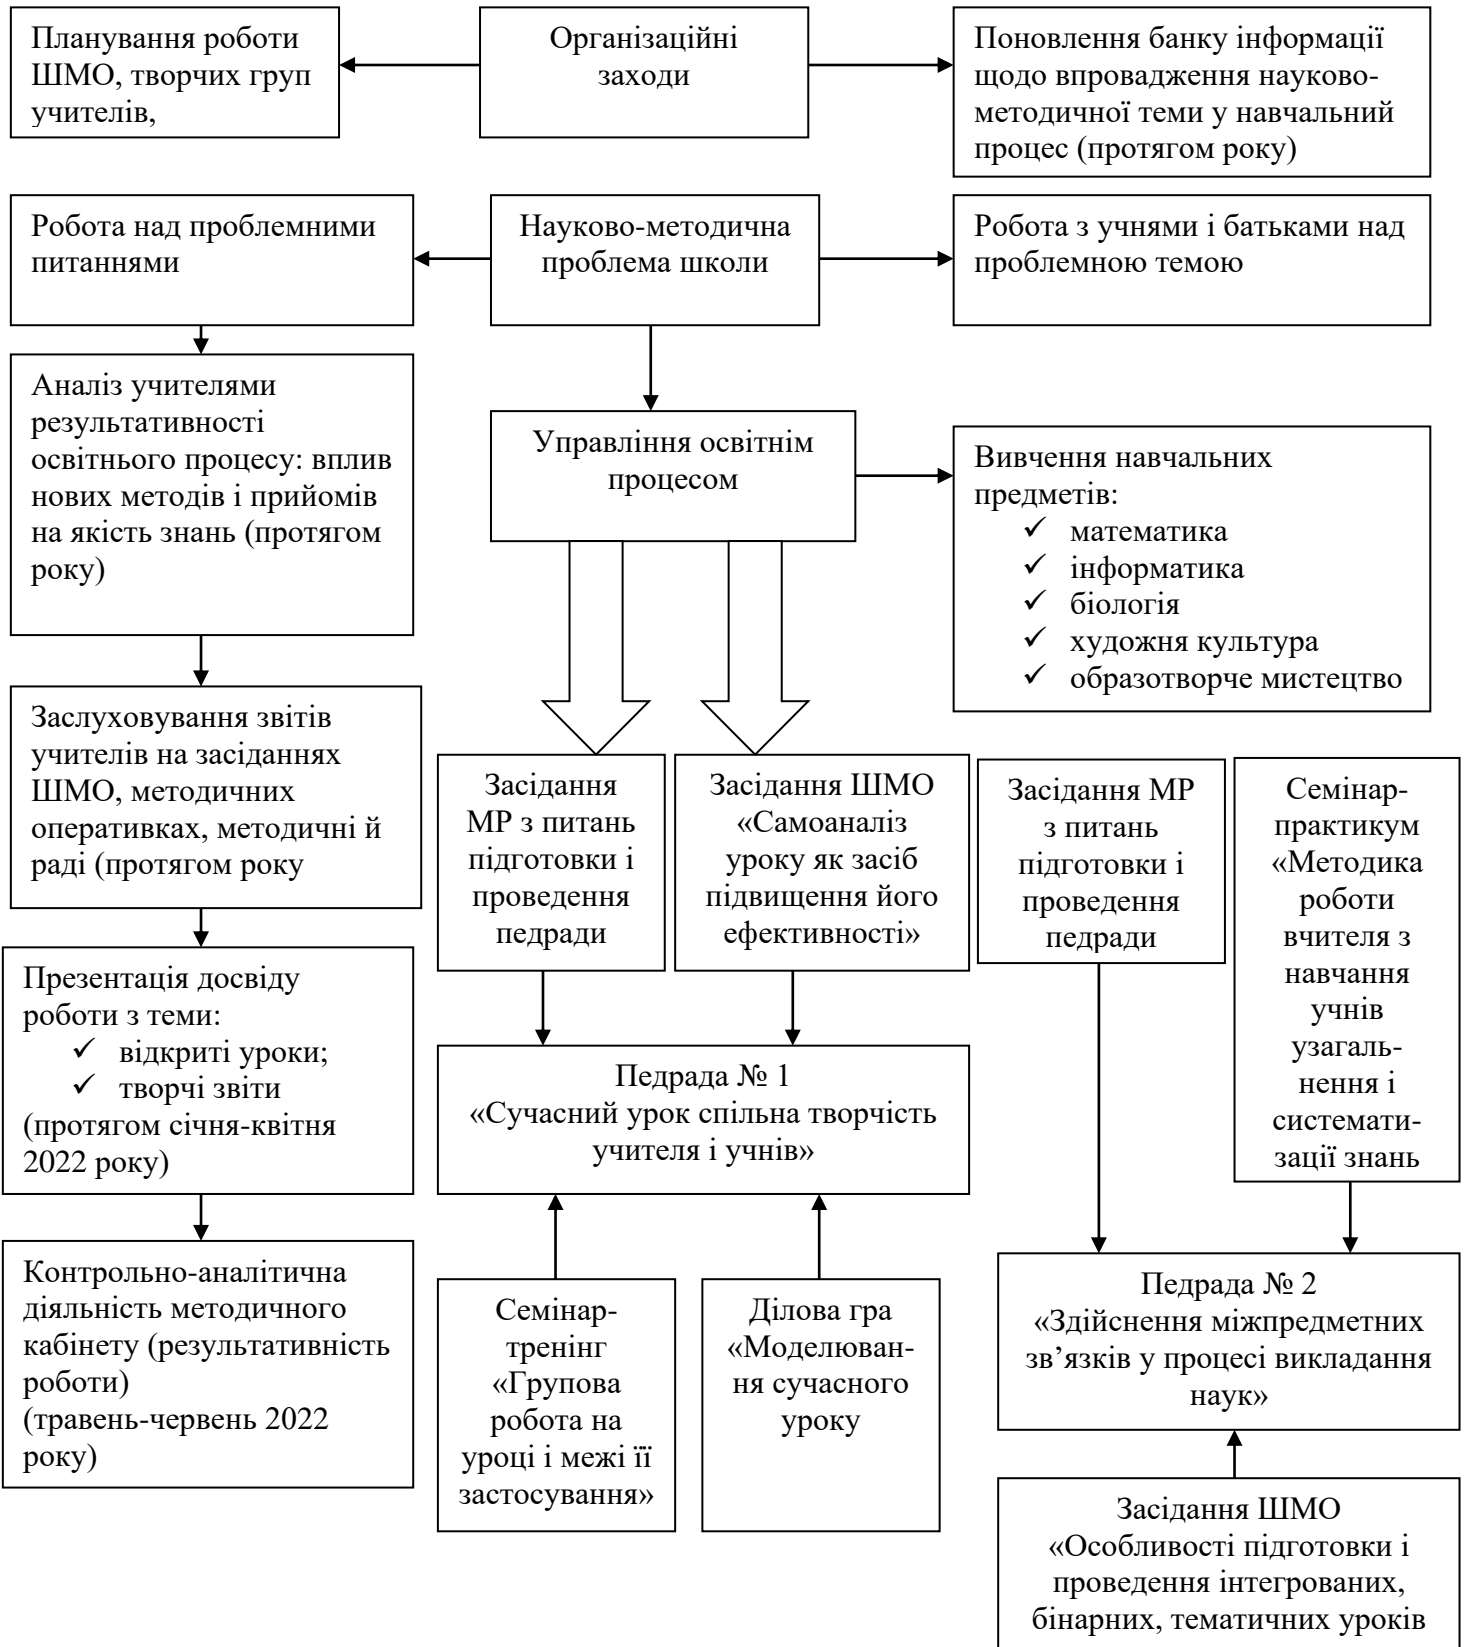 Планування роботи
ШМО, творчих груп
учителів,
Організаційні
заходи
Поновлення банку інформації
щодо впровадження науково-
методичної теми у навчальний
процес (протягом року)
Робота над проблемними
питаннями
Науково-методична
проблема школи
Робота з учнями і батьками над
проблемною темою
Аналіз учителями
результативності
освітнього процесу: вплив
нових методів і прийомів
на якість знань (протягом
року)
Управління освітнім
процесом
Вивчення навчальних
предметів:
✓ математика
✓ інформатика
✓ біологія
✓ художня культура
✓ образотворче мистецтво
Заслуховування звітів
учителів на засіданнях
ШМО, методичних
оперативках, методичні й
раді (протягом року
Засідання
МР з питань
підготовки і
проведення
педради
Засідання ШМО
«Самоаналіз
уроку як засіб
підвищення його
ефективності»
Засідання МР
з питань
підготовки і
проведення
педради
Семінар-
практикум
«Методика
роботи
вчителя з
навчання
учнів
узагаль-
нення і
системати-
зації знань
Презентація досвіду
роботи з теми:
✓ відкриті уроки;
✓ творчі звіти
(протягом січня-квітня
2022 року)
Педрада № 1
«Сучасний урок спільна творчість
учителя і учнів»
Контрольно-аналітична
діяльність методичного
кабінету (результативність
роботи)
(травень-червень 2022
року)
Семінар-
тренінг
«Групова
робота на
уроці і межі її
застосування»
Ділова гра
«Моделюван-
ня сучасного
уроку
Педрада № 2
«Здійснення міжпредметних
зв’язків у процесі викладання
наук»
Засідання ШМО
«Особливості підготовки і
проведення інтегрованих,
бінарних, тематичних уроків